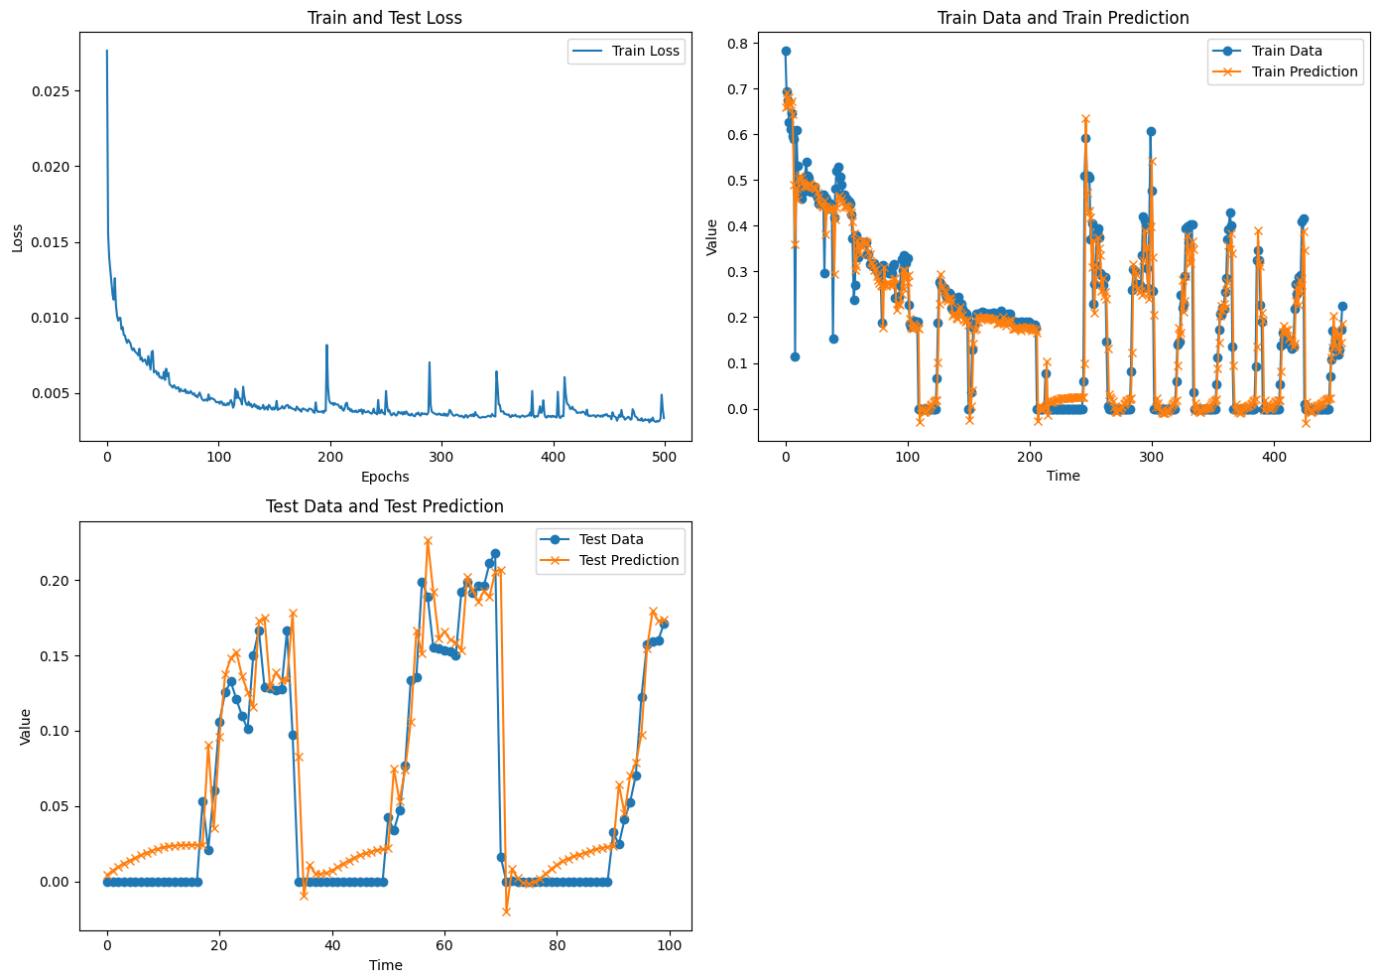 Train and Test Loss
Train Loss
0.025
0.020
0.015
0.010
0.005
0
100
200
300
400
500
Loss
Epochs
Train Data and Train Prediction
Train Data
Train Prediction
0.8
0.7
0.6
0.5
0.4
0.3
0.2
0.1
0.0
0
100
200
300
400
Value
Time
Test Data and Test Prediction
Test Data
Test Prediction
0.20
0.15
0.10
0.05
0.00
0
20
40
60
80
100
Value
Time